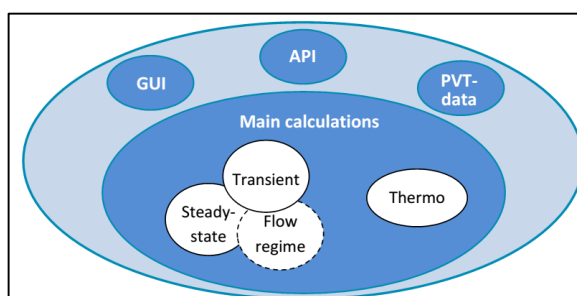 API
GUI
PVT-
data
Main calculations
Transient
Steady-
state
Flow
regime
Thermo